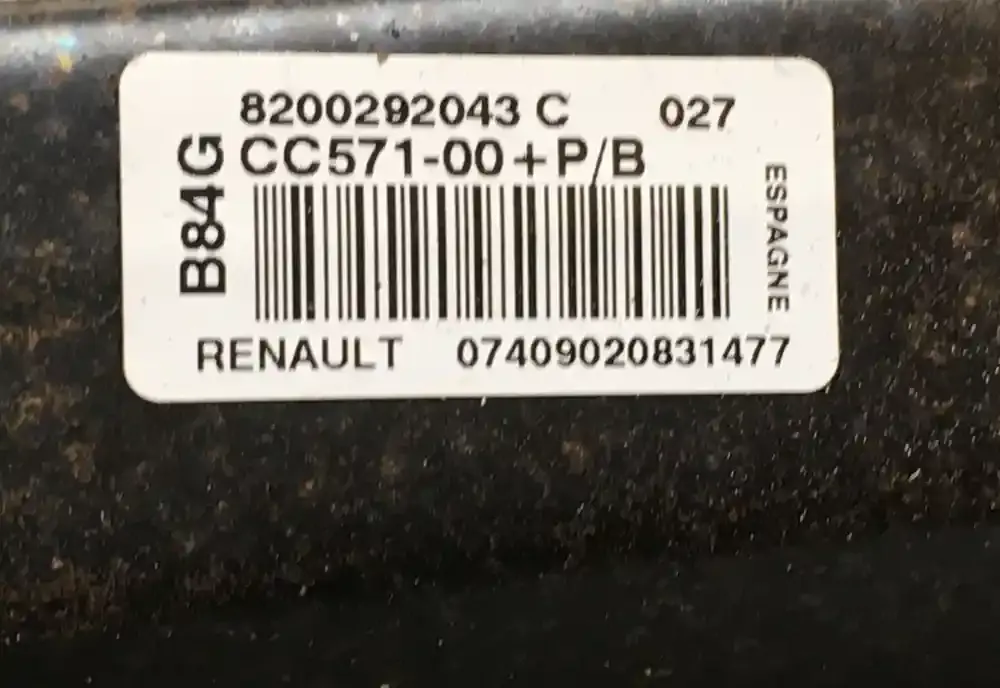 8200292043 C 027
CC571-00+P/B
B84G
ESPAGNE
RENAULT 07409020831477